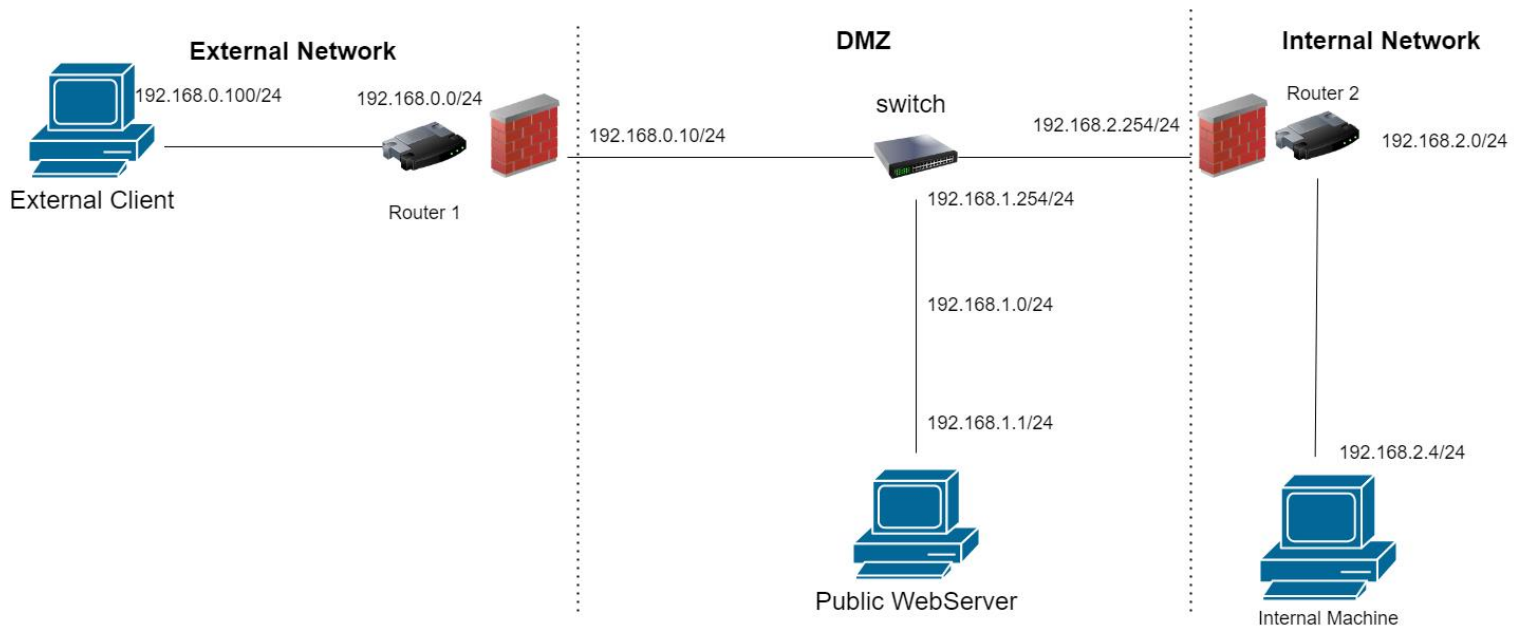 External Network
DMZ
Internal Network
192.168.0.100/24
192.168.0.0/24
switch
Router 2
192.168.0.10/24
192.168.2.254/24
192.168.2.0/24
External Client
Router 1
192.168.1.254/24
192.168.1.0/24
192.168.1.1/24
192.168.2.4/24
Public WebServer
Internal Machine